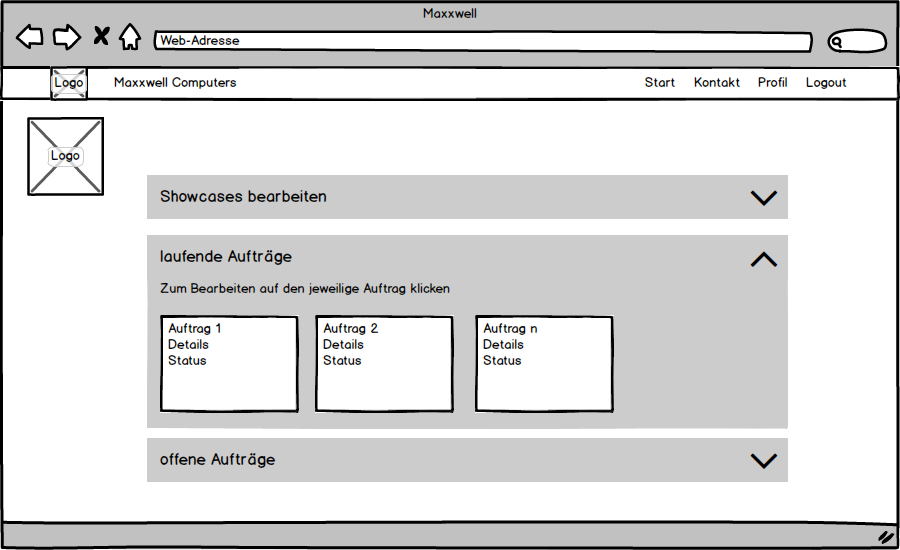 Maxxwell
Web-Adresse
Logo
Maxxwell Computers
Start
Kontakt
Profil
Logout
Logo
Showcases bearbeiten
laufende Aufträge
Zum Bearbeiten auf den jeweilige Auftrag klicken
Auftrag 1
Details
Status
Auftrag 2
Details
Status
Auftrag n
Details
Status
offene Aufträge